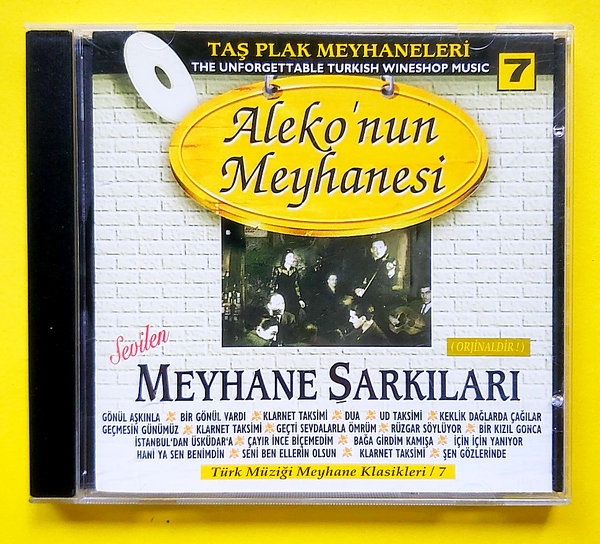 TAŞ PLAK MEYHANELERİ
THE UNFORGETTABLE TURKISH WINESHOP MUSIC
7
Aleko'nun
Meyhanesi
Sevilen
(ORJİNALDİR!)
MEYHANE ŞARKILARI
GÖNÜL AŞKINLA BİR GÖNÜL VARDI KLARNET TAKSİMİ DUA UD TAKSİMİ KEKLİK DAĞLARDA ÇAĞILAR
GEÇMESİN GÜNÜMÜZ KLARNET TAKSİMİ GEÇTİ SEVDALARLA ÖMRÜM RÜZGAR SÖYLÜYOR BİR KIZIL GONCA
İSTANBUL'DAN ÜSKÜDAR'A ÇAYIR İNCE BİÇEMEDİM BAĞA GİRDİM KAMIŞA İÇİN İÇİN YANIYOR
HANİ YA SEN BENİMDİN SENİ BEN ELLERİN OLSUN KLARNET TAKSİMİ ŞEN GÖZLERİNDE
Türk Müziği Meyhane Klasikleri / 7